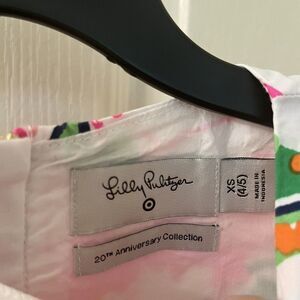 Lilly Pulitzer
20TH Anniversary Collection
XS
(4/5)
MADE IN
INDONESIA